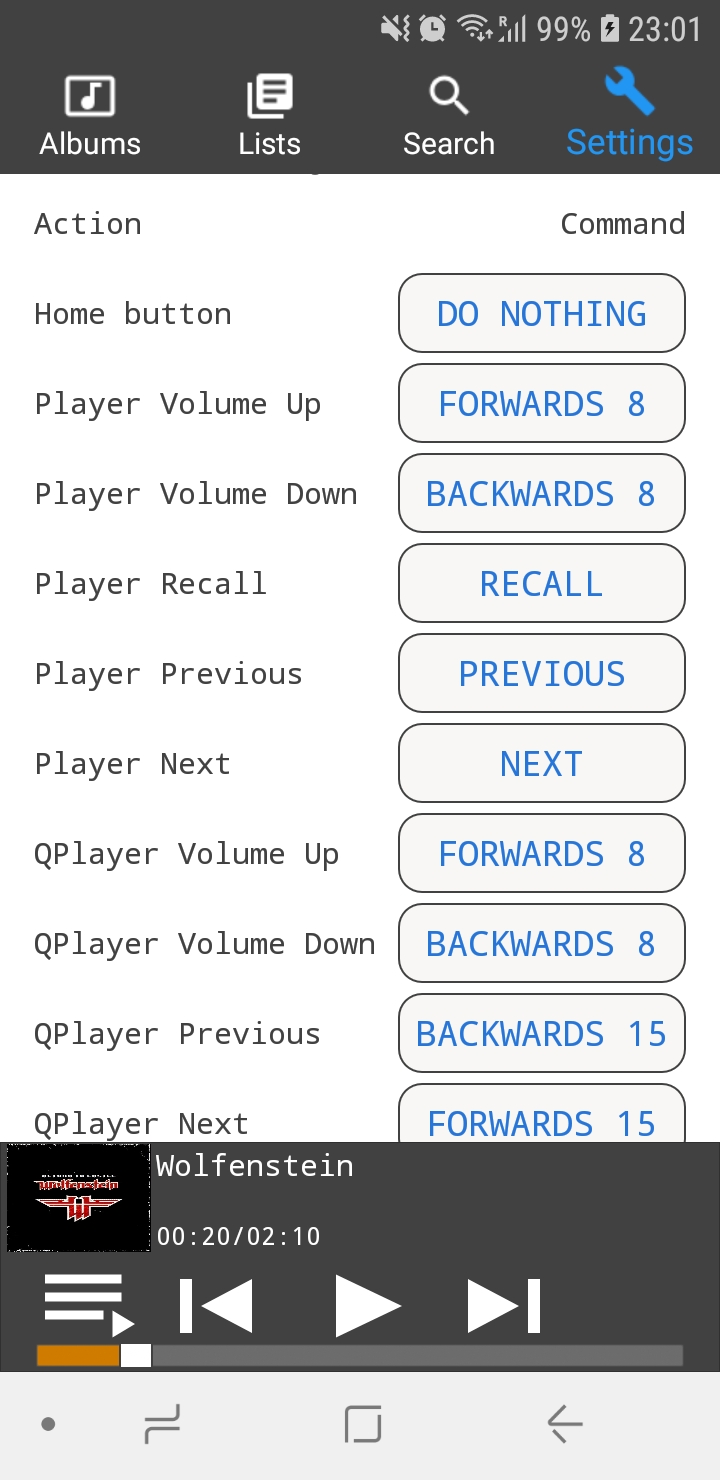 R 99% 23:01
Albums Lists Search Settings
Action Command
Home button DO NOTHING
Player Volume Up FORWARDS 8
Player Volume Down BACKWARDS 8
Player Recall RECALL
Player Previous PREVIOUS
Player Next NEXT
QPlayer Volume Up FORWARDS 8
QPlayer Volume Down BACKWARDS 8
QPlayer Previous BACKWARDS 15
QPlayer Next FORWARDS 15
Wolfenstein
Wolfenstein
00:20/02:10